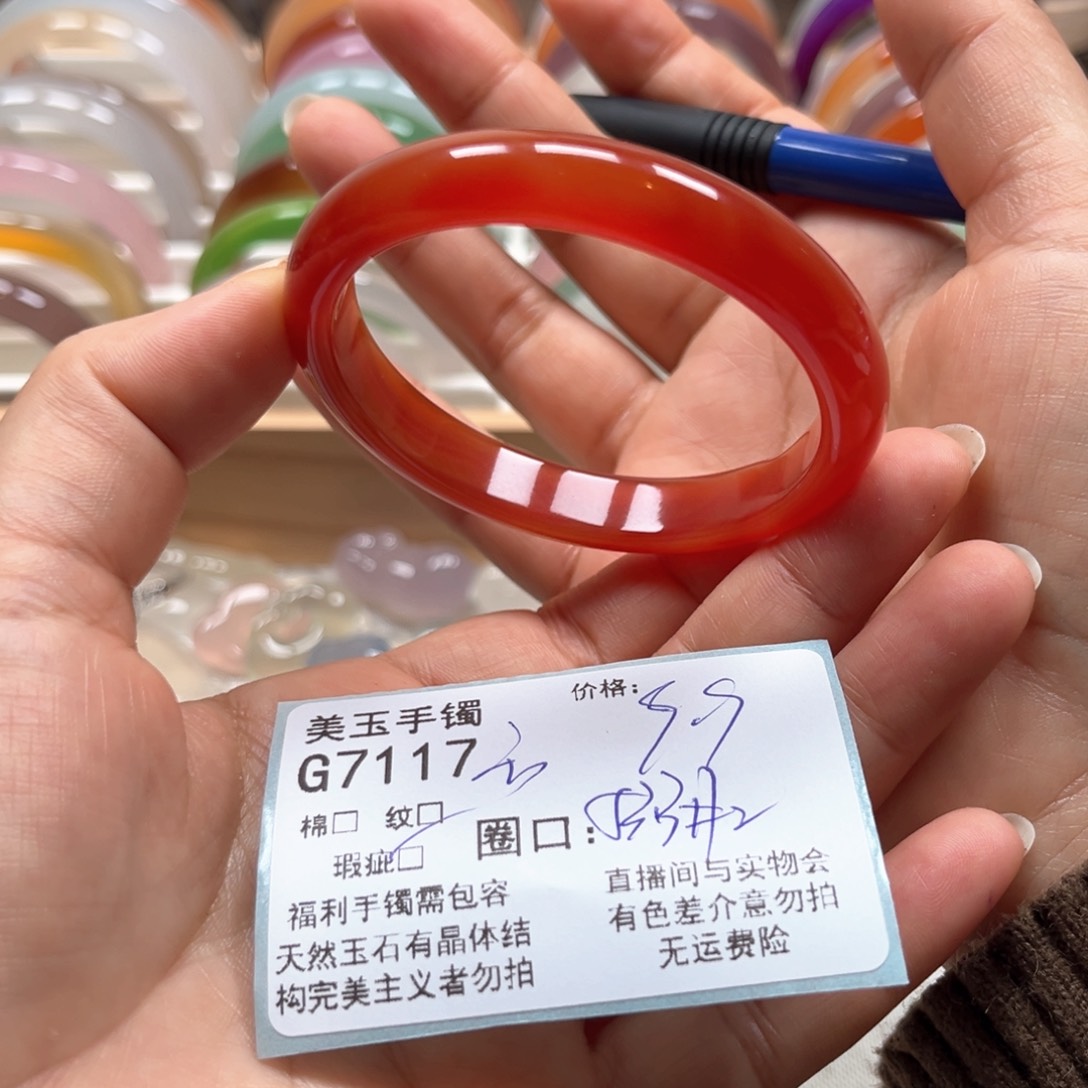 美玉手镯
价格: 99
G7117
棉□ 纹□
圈口:
瑕疵□
福利手镯需包容
天然玉石有晶体结
构完美主义者勿拍
直播间与实物会
有色差介意勿拍
无运费险